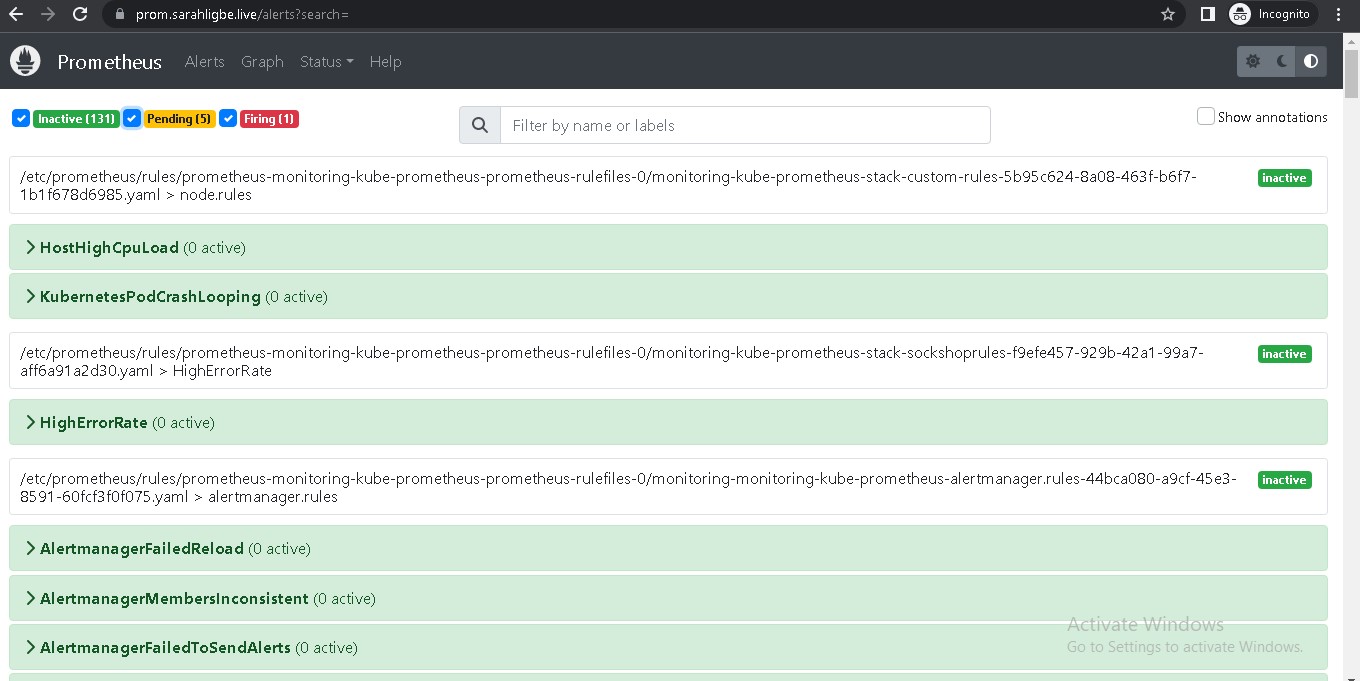 prom.sarahligbe.live/alerts?search=
Incognito
Prometheus Alerts Graph Status Help
Inactive (131) Pending (5) Firing (1)
Filter by name or labels
Show annotations
/etc/prometheus/rules/prometheus-monitoring-kube-prometheus-prometheus-rulefiles-0/monitoring-kube-prometheus-stack-custom-rules-5b95c624-8a08-463f-b6f7-
1b1f678d6985.yaml > node.rules
inactive
HostHighCpuLoad (0 active)
KubernetesPodCrashLooping (0 active)
/etc/prometheus/rules/prometheus-monitoring-kube-prometheus-prometheus-rulefiles-0/monitoring-kube-prometheus-stack-sockshoprules-f9efe457-929b-42a1-99a7-
aff6a91a2d30.yaml > HighErrorRate
inactive
HighErrorRate (0 active)
/etc/prometheus/rules/prometheus-monitoring-kube-prometheus-prometheus-rulefiles-0/monitoring-monitoring-kube-prometheus-alertmanager.rules-44bca080-a9cf-45e3-
8591-60fcf3f0f075.yaml > alertmanager.rules
inactive
AlertmanagerFailedReload (0 active)
AlertmanagerMembersInconsistent (0 active)
AlertmanagerFailedToSendAlerts (0 active)
Activate Windows
Go to Settings to activate Windows.